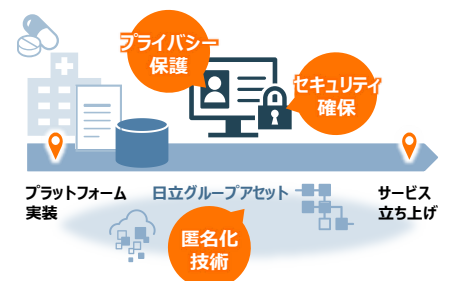 プライバシー
保護
セキュリティ
確保
プラットフォーム
実装
日立グループアセット
サービス
立ち上げ
匿名化
技術